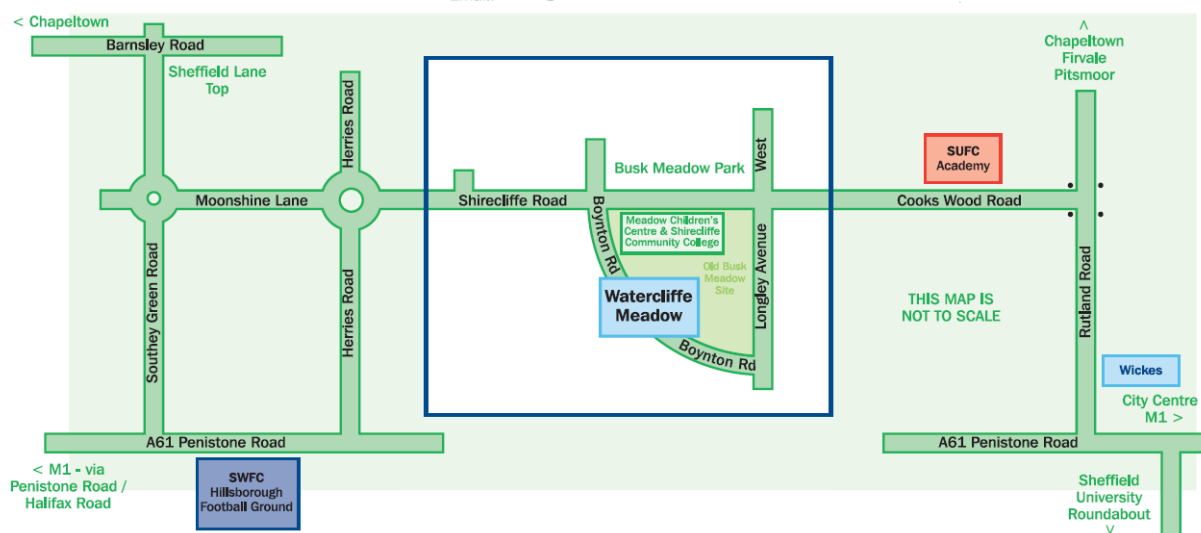 < Chapeltown
Barnsley Road
Sheffield Lane
Top
Herries Road
Moonshine Lane
Southey Green Road
Herries Road
A61 Penistone Road
< M1 - via
Penistone Road /
Halifax Road
SWFC
Hillsborough
Football Ground
Shirecliffe Road
Busk Meadow Park
West
Boynton Rd
Meadow Children's
Centre & Shirecliffe
Community College
Old Busk
Meadow
Site
Longley Avenue
Watercliffe
Meadow
Boynton Rd
SUFC
Academy
Cooks Wood Road
^
Chapeltown
Firvale
Pitsmoor
THIS MAP IS
NOT TO SCALE
Rutland Road
Wickes
City Centre
M1 >
A61 Penistone Road
Sheffield
University
Roundabout